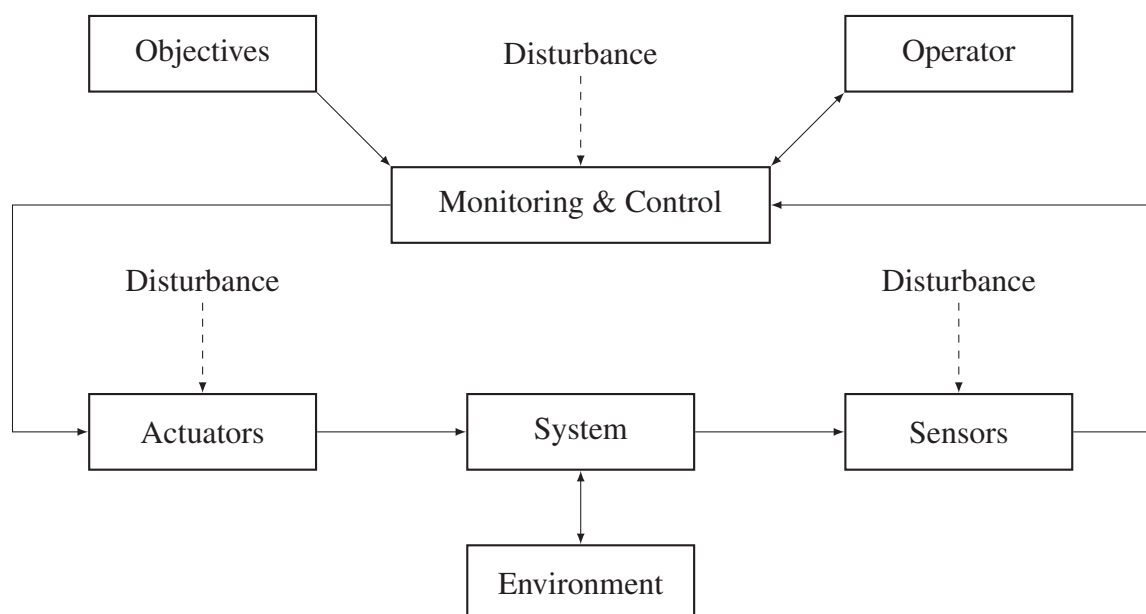 Objectives
Disturbance
Operator
Monitoring & Control
Disturbance
Disturbance
Actuators
System
Sensors
Environment